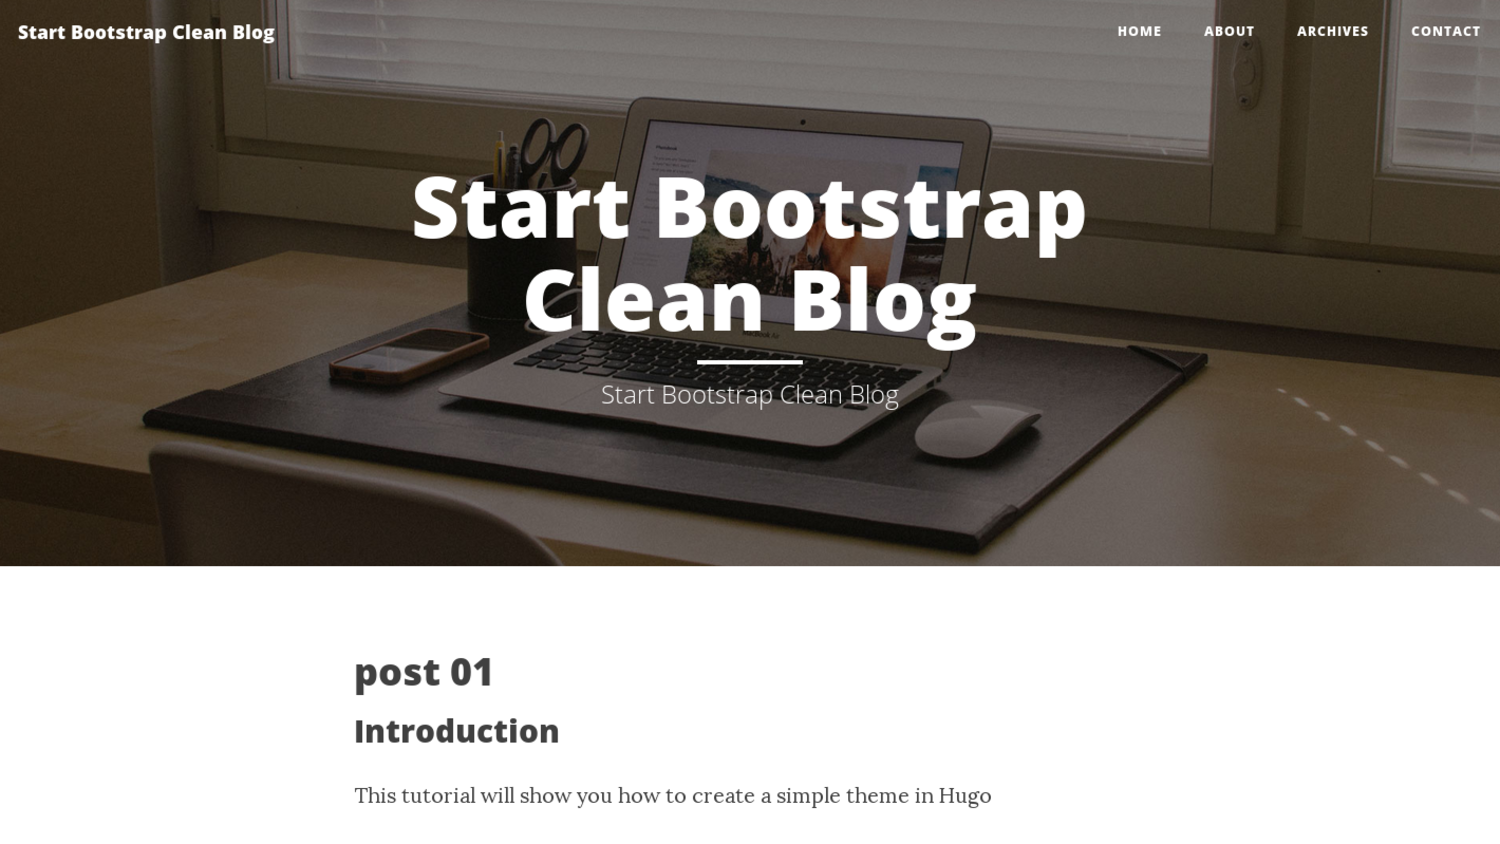 Start Bootstrap Clean Blog
HOME ABOUT ARCHIVES CONTACT
Start Bootstrap
Clean Blog
Start Bootstrap Clean Blog
post 01
Introduction
This tutorial will show you how to create a simple theme in Hugo